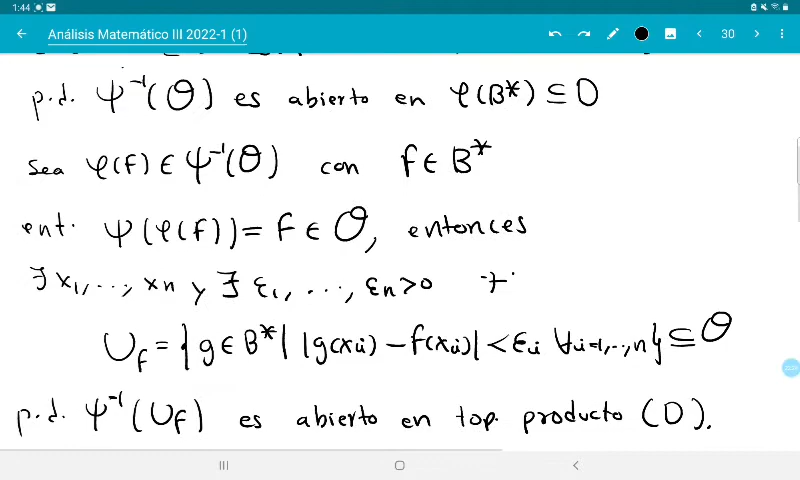 1:44
Análisis Matemático III 2022-1 (1)
30
p.d. ψ⁻¹(O) es abierto en φ(B*) ⊆ D
Sea φ(f) ∈ ψ⁻¹(O) con f ∈ B*
ent. ψ(φ(f)) = f ∈ O, entonces
∃ x₁, ..., xn y ∃ ε₁, ..., εn > 0 +.
U_f = { g ∈ B* | |g(xi) - f(xi)| < εi ∀i=1,..,n } ⊆ O
p.d. ψ⁻¹(U_f) es abierto en top. producto (D).